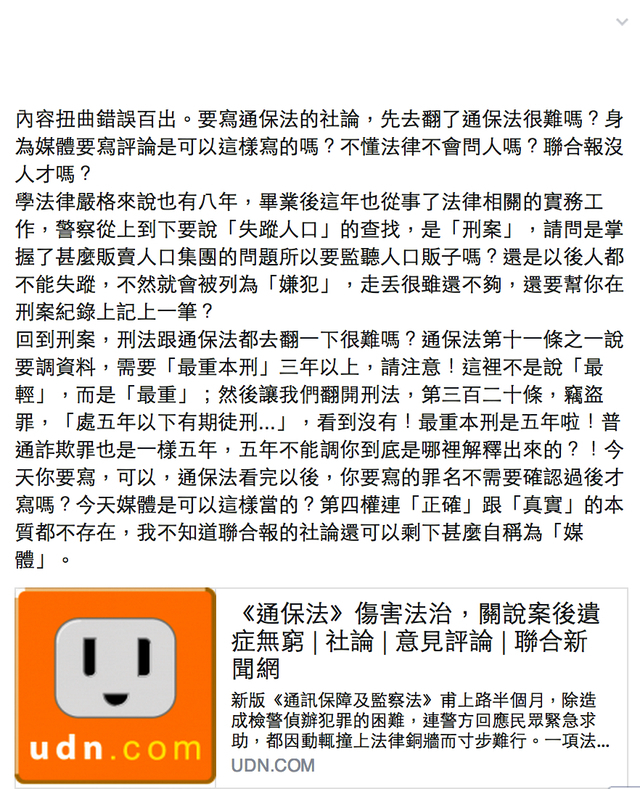 內容扭曲錯誤百出。要寫通保法的社論，先去翻了通保法很難嗎？身
為媒體要寫評論是可以這樣寫的嗎？不懂法律不會問人嗎？聯合報沒
人才嗎？
學法律嚴格來說也有八年，畢業後這年也從事了法律相關的實務工
作，警察從上到下要說「失蹤人口」的查找，是「刑案」，請問是掌
握了甚麼販賣人口集團的問題所以要監聽人口販子嗎？還是以後人都
不能失蹤，不然就會被列為「嫌犯」，走丟很雖還不夠，還要幫你在
刑案紀錄上記上一筆？
回到刑案，刑法跟通保法都去翻一下很難嗎？通保法第十一條之一說
要調資料，需要「最重本刑」三年以上，請注意！這裡不是說「最
輕」，而是「最重」；然後讓我們翻開刑法，第三百二十條，竊盜
罪，「處五年以下有期徒刑...」，看到沒有！最重本刑是五年啦！普
通詐欺罪也是一樣五年，五年不能調你到底是哪裡解釋出來的？！今
天你要寫，可以，通保法看完以後，你要寫的罪名不需要確認過後才
寫嗎？今天媒體是可以這樣當的？第四權連「正確」跟「真實」的本
質都不存在，我不知道聯合報的社論還可以剩下甚麼自稱為「媒
體」。
udn.com
《通保法》傷害法治，關說案後遺
症無窮 | 社論 | 意見評論 | 聯合新
聞網
新版《通訊保障及監察法》甫上路半個月，除造
成檢警偵辦犯罪的困難，連警方回應民眾緊急求
助，都因動輒撞上法律銅牆而寸步難行。一項法...
UDN.COM